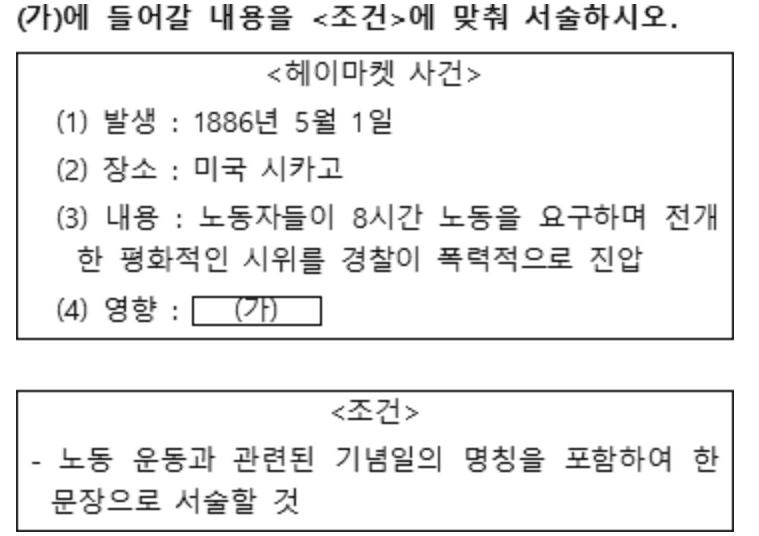 (가)에 들어갈 내용을 <조건>에 맞춰 서술하시오.
<헤이마켓 사건>
(1) 발생 : 1886년 5월 1일
(2) 장소 : 미국 시카고
(3) 내용 : 노동자들이 8시간 노동을 요구하며 전개
한 평화적인 시위를 경찰이 폭력적으로 진압
(4) 영향 : (가)
<조건>
- 노동 운동과 관련된 기념일의 명칭을 포함하여 한
문장으로 서술할 것